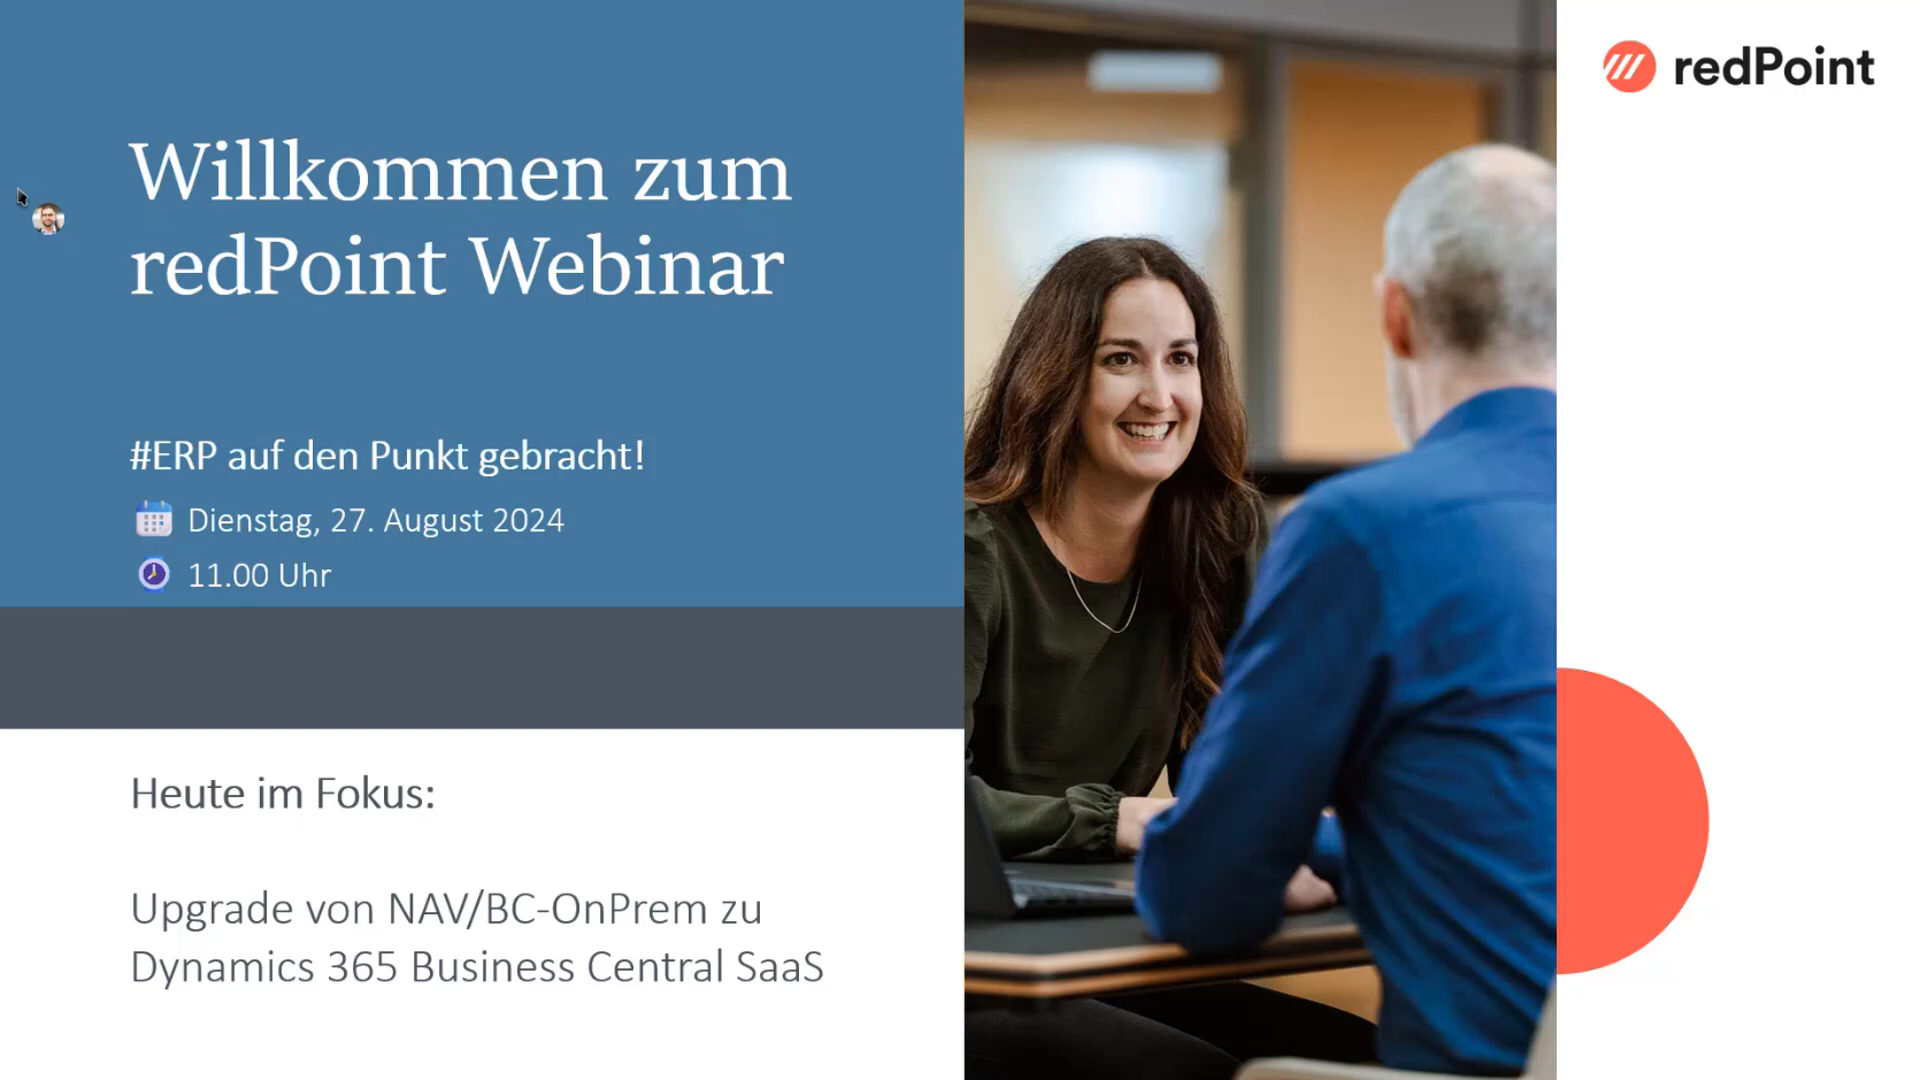 redPoint
Willkommen zum
redPoint Webinar
#ERP auf den Punkt gebracht!
Dienstag, 27. August 2024
11.00 Uhr
Heute im Fokus:
Upgrade von NAV/BC-OnPrem zu
Dynamics 365 Business Central SaaS